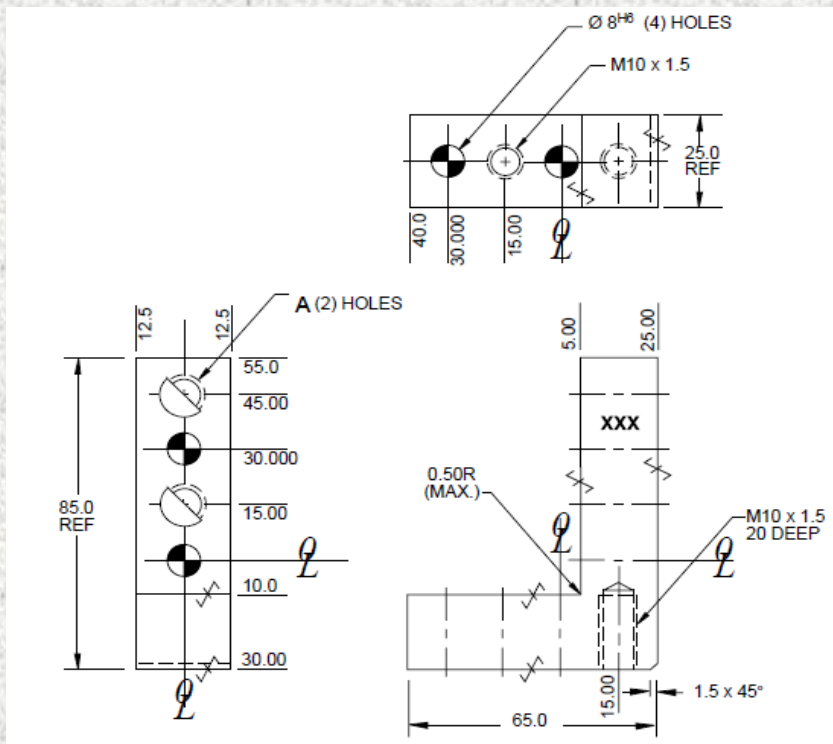 Ø 8H6 (4) HOLES
M10 x 1.5
25.0
REF
40.0
30.000
15.00
℄
A (2) HOLES
12.5
12.5
55.0
45.00
30.000
15.00
℄
10.0
30.00
℄
85.0
REF
5.00
25.00
XXX
0.50R
(MAX.)
℄
M10 x 1.5
20 DEEP
℄
15.00
1.5 x 45°
65.0